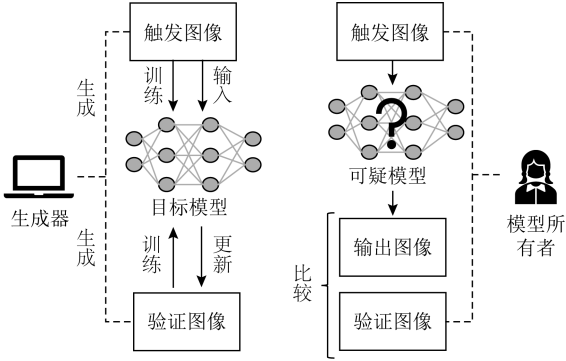 触发图像
触发图像
生成
训练
输入
?
生成器
目标模型
可疑模型
模型所
有者
生成
训练
更新
输出图像
比较
验证图像
验证图像